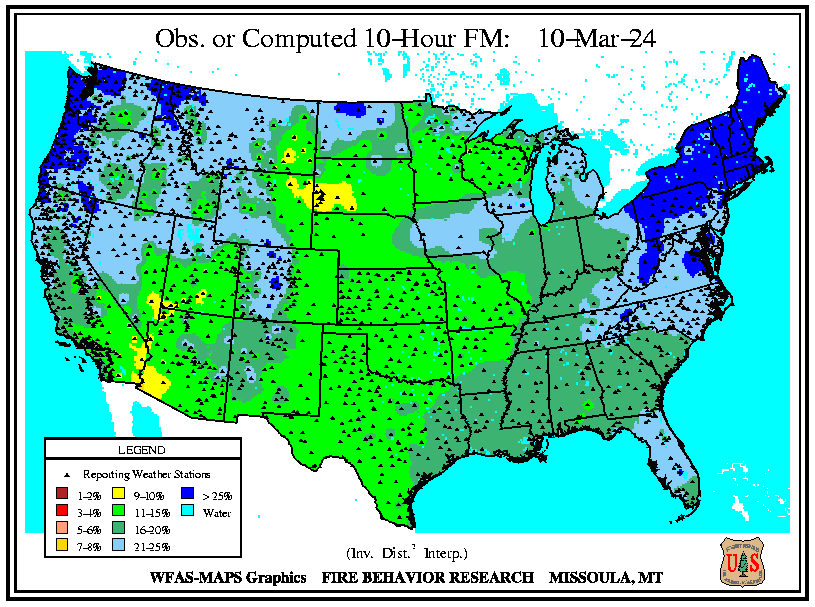 Obs. or Computed 10-Hour FM: 10-Mar-24
LEGEND
Reporting Weather Stations
1-2% 9-10% > 25%
3-4% 11-15% Water
5-6% 16-20%
7-8% 21-25%
(Inv. Dist.² Interp.)
WFAS-MAPS Graphics FIRE BEHAVIOR RESEARCH MISSOULA, MT
U S